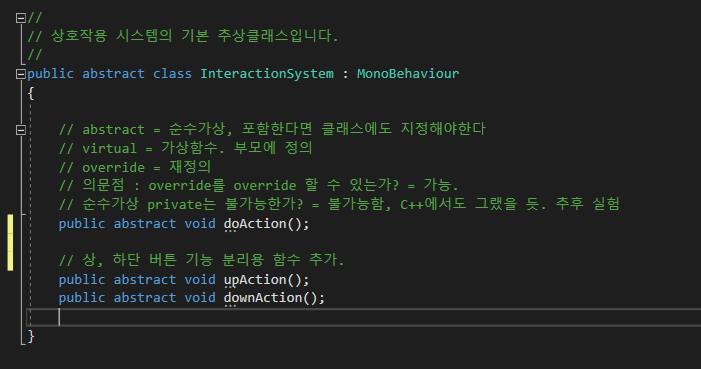 //
// 상호작용 시스템의 기본 추상클래스입니다.
//
public abstract class InteractionSystem : MonoBehaviour
{
// abstract = 순수가상, 포함한다면 클래스에도 지정해야한다
// virtual = 가상함수. 부모에 정의
// override = 재정의
// 의문점 : override를 override 할 수 있는가? = 가능.
// 순수가상 private는 불가능한가? = 불가능함, C++에서도 그랬을 듯. 추후 실험
public abstract void doAction();
// 상, 하단 버튼 기능 분리용 함수 추가.
public abstract void upAction();
public abstract void downAction();
}